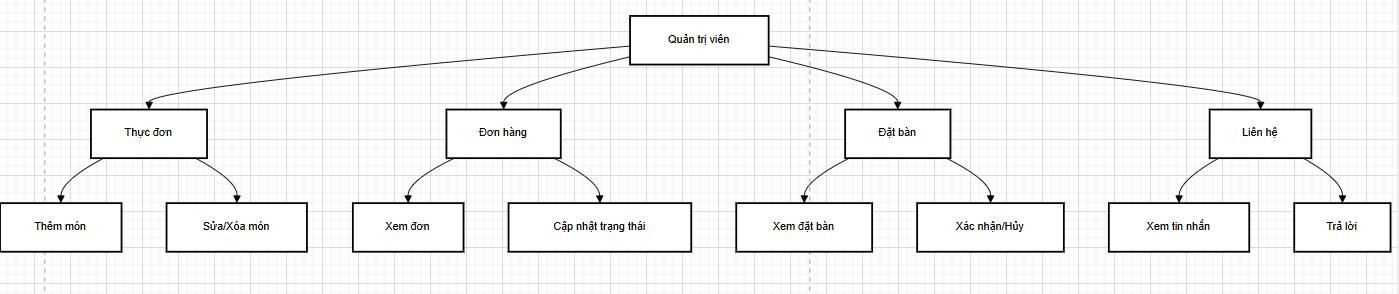 Quản trị viên
Thực đơn
Đơn hàng
Đặt bàn
Liên hệ
Thêm món
Sửa/Xóa món
Xem đơn
Cập nhật trạng thái
Xem đặt bàn
Xác nhận/Hủy
Xem tin nhắn
Trả lời